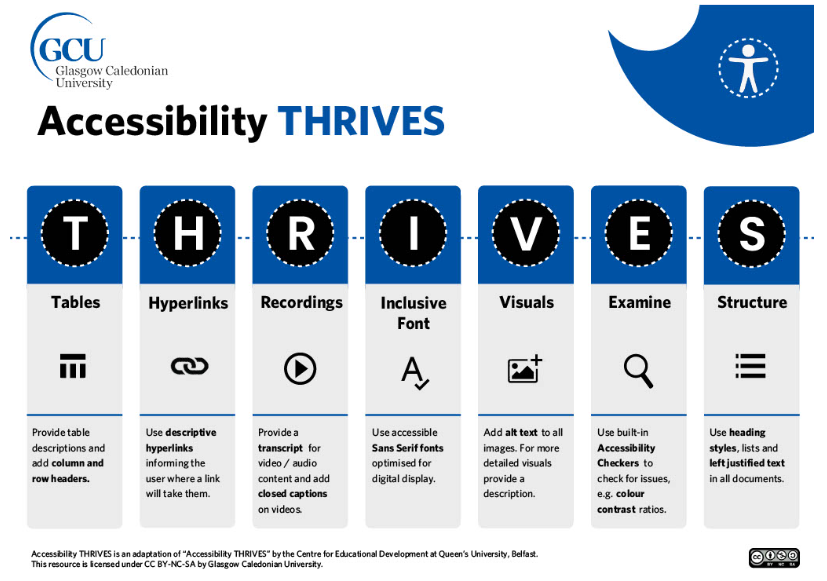 GCU
Glasgow Caledonian
University
Accessibility THRIVES
T
H
R
I
V
E
S
Tables
Hyperlinks
Recordings
Inclusive
Font
Visuals
Examine
Structure
Provide table
descriptions and
add column and
row headers.
Use descriptive
hyperlinks
informing the
user where a link
will take them.
Provide a
transcript for
video / audio
content and add
closed captions
on videos.
Use accessible
Sans Serif fonts
optimised for
digital display.
Add alt text to all
images. For more
detailed visuals
provide a
description.
Use built-in
Accessibility
Checkers to
check for issues,
e.g. colour
contrast ratios.
Use heading
styles, lists and
left justified text
in all documents.
Accessibility THRIVES is an adaptation of “Accessibility THRIVES” by the Centre for Educational Development at Queen's University, Belfast.
This resource is licensed under CC BY-NC-SA by Glasgow Caledonian University.
cc
BY NC SA